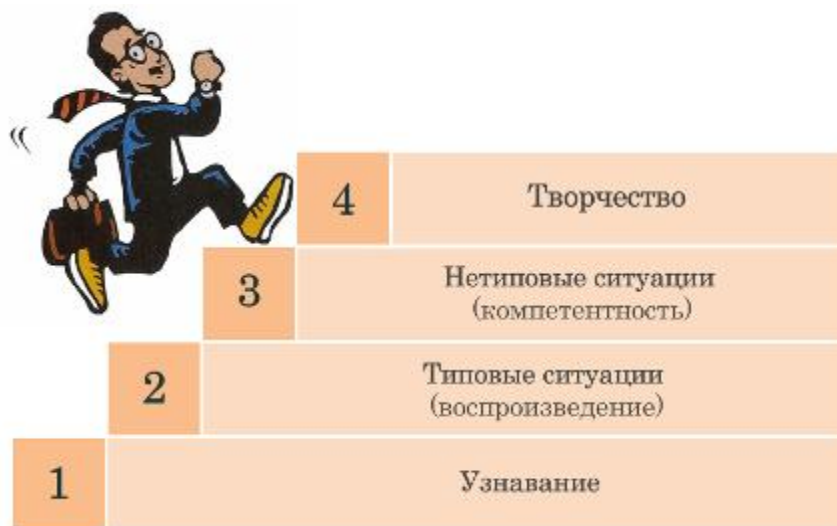 4
Творчество
3
Нетиповые ситуации
(компетентность)
2
Типовые ситуации
(воспроизведение)
1
Узнавание